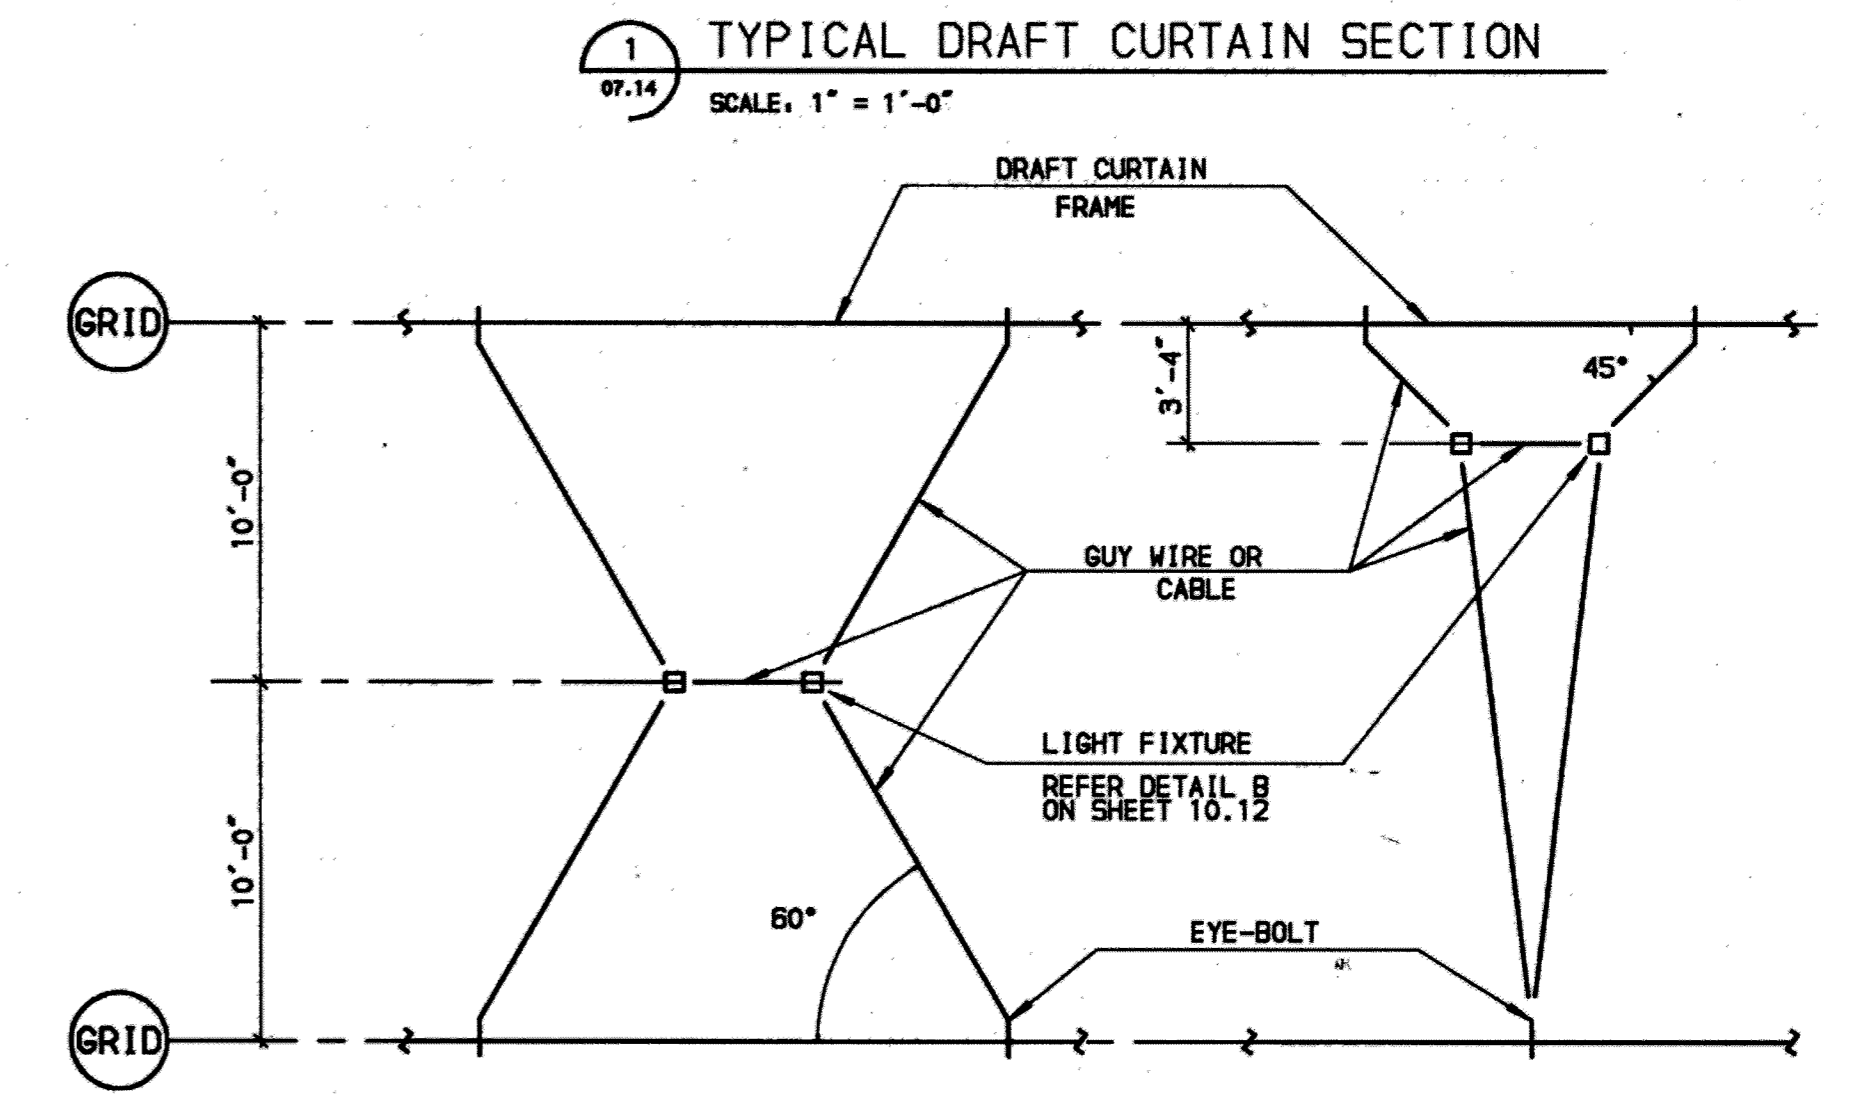 1 TYPICAL DRAFT CURTAIN SECTION
07.14 SCALE: 1" = 1'-0"
DRAFT CURTAIN
FRAME
GRID
3'-4"
45°
10'-0"
GUY WIRE OR
CABLE
LIGHT FIXTURE
REFER DETAIL B
ON SHEET 10.12
10'-0"
60°
EYE-BOLT
GRID